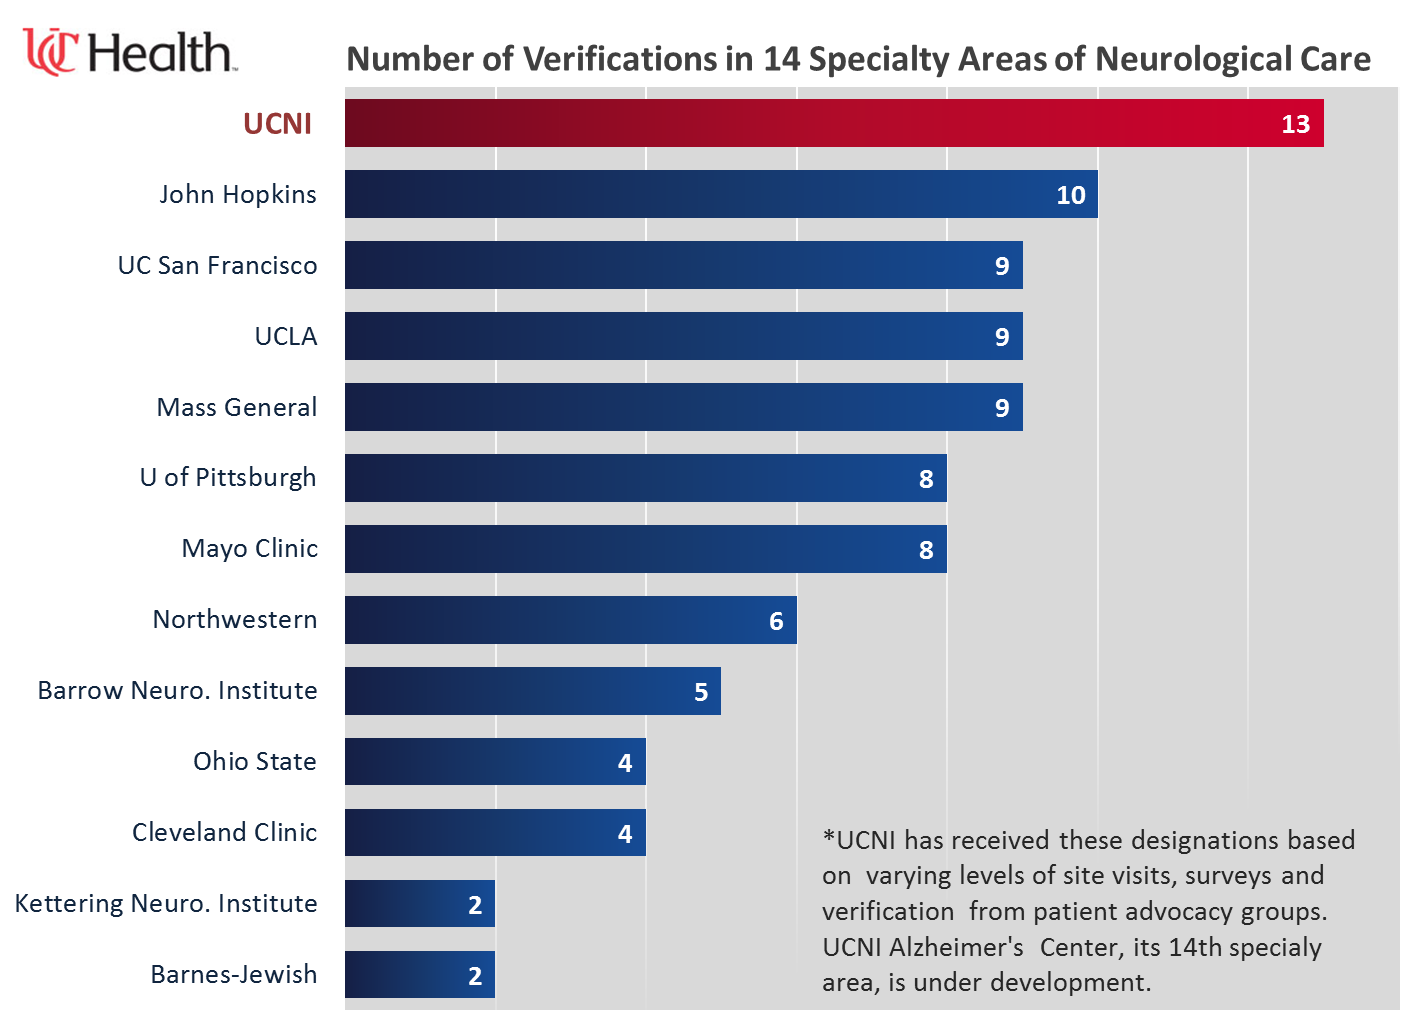 UC Health™
Number of Verifications in 14 Specialty Areas of Neurological Care
UCNI 13
John Hopkins 10
UC San Francisco 9
UCLA 9
Mass General 9
U of Pittsburgh 8
Mayo Clinic 8
Northwestern 6
Barrow Neuro. Institute 5
Ohio State 4
Cleveland Clinic 4
Kettering Neuro. Institute 2
Barnes-Jewish 2
*UCNI has received these designations based
on varying levels of site visits, surveys and
verification from patient advocacy groups.
UCNI Alzheimer's Center, its 14th specialy
area, is under development.